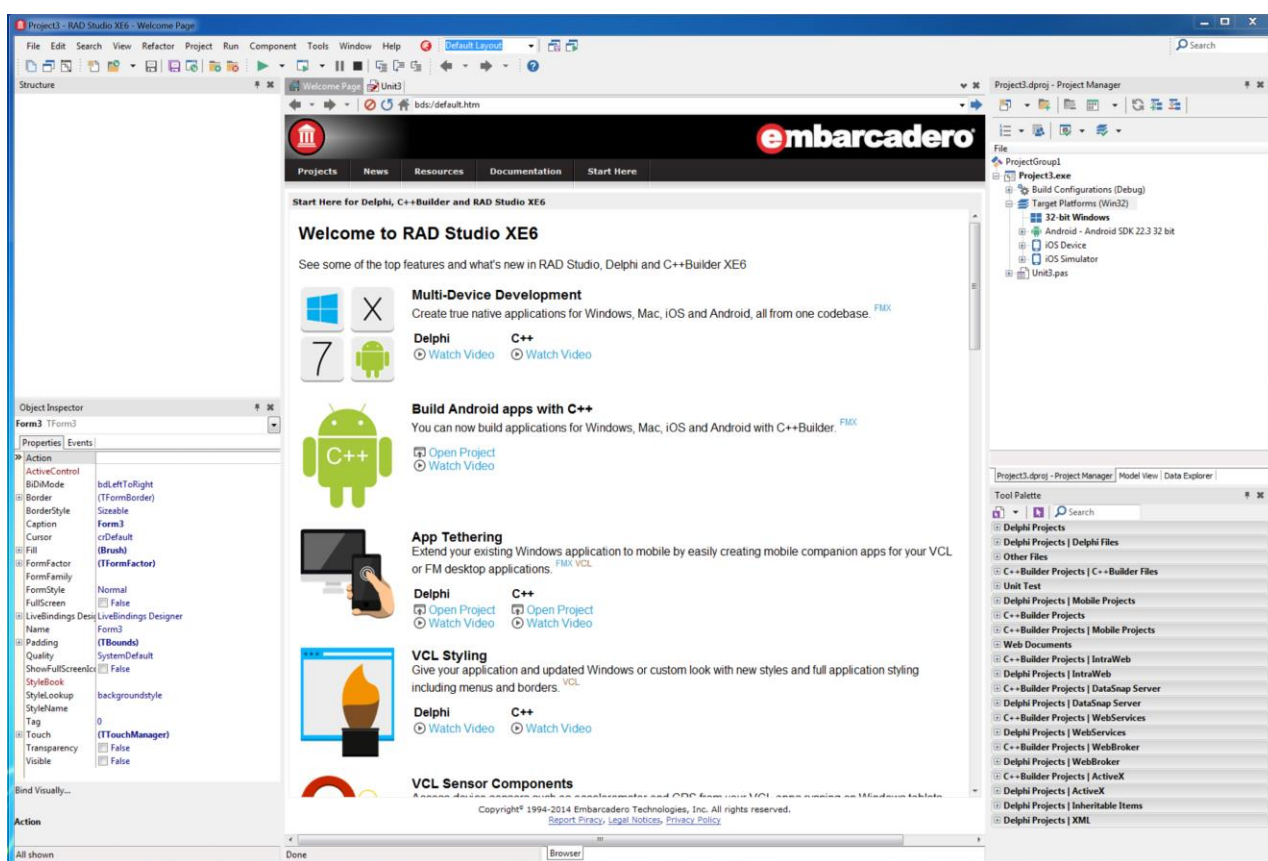 Project3 - RAD Studio XE6 - Welcome Page
File Edit Search View Refactor Project Run Component Tools Window Help Default Layout Search
Structure
Welcome Page Unit3
bds:/default.htm
embarcadero
Projects News Resources Documentation Start Here
Start Here for Delphi, C++Builder and RAD Studio XE6
Welcome to RAD Studio XE6
See some of the top features and what's new in RAD Studio, Delphi and C++Builder XE6
X
7
Multi-Device Development
Create true native applications for Windows, Mac, iOS and Android, all from one codebase. FMX
Delphi C++
Watch Video Watch Video
C++
Build Android apps with C++
You can now build applications for Windows, Mac, iOS and Android with C++Builder. FMX
Open Project
Watch Video
App Tethering
Extend your existing Windows application to mobile by easily creating mobile companion apps for your VCL
or FM desktop applications. FMX VCL
Delphi C++
Open Project Open Project
Watch Video Watch Video
VCL Styling
Give your application and updated Windows or custom look with new styles and full application styling
including menus and borders. VCL
Delphi C++
Watch Video Watch Video
VCL Sensor Components
Copyright® 1994-2014 Embarcadero Technologies, Inc. All rights reserved.
Report Piracy, Legal Notices, Privacy Policy
Done
Browser
Object Inspector
Form3 TForm3
Properties Events
Action
ActiveControl
BiDiMode bdLeftToRight
Border (TFormBorder)
BorderStyle Sizeable
Caption Form3
Cursor crDefault
Fill (Brush)
FormFactor (TFormFactor)
FormFamily
FormStyle Normal
FullScreen False
LiveBindings Desig LiveBindings Designer
Name Form3
Padding (TBounds)
Quality SystemDefault
ShowFullScreenIco False
StyleBook
StyleLookup backgroundstyle
StyleName
Tag 0
Touch (TTouchManager)
Transparency False
Visible False
Bind Visually...
Action
All shown
Project3.dproj - Project Manager
File
ProjectGroup1
Project3.exe
Build Configurations (Debug)
Target Platforms (Win32)
32-bit Windows
Android - Android SDK 22.3 32 bit
iOS Device
iOS Simulator
Unit3.pas
Project3.dproj - Project Manager Model View Data Explorer
Tool Palette
Search
Delphi Projects
Delphi Projects | Delphi Files
Other Files
C++Builder Projects | C++Builder Files
Unit Test
Delphi Projects | Mobile Projects
C++Builder Projects
C++Builder Projects | Mobile Projects
Web Documents
C++Builder Projects | IntraWeb
Delphi Projects | IntraWeb
C++Builder Projects | DataSnap Server
Delphi Projects | DataSnap Server
C++Builder Projects | WebServices
Delphi Projects | WebServices
C++Builder Projects | WebBroker
Delphi Projects | WebBroker
C++Builder Projects | ActiveX
Delphi Projects | ActiveX
Delphi Projects | Inheritable Items
Delphi Projects | XML